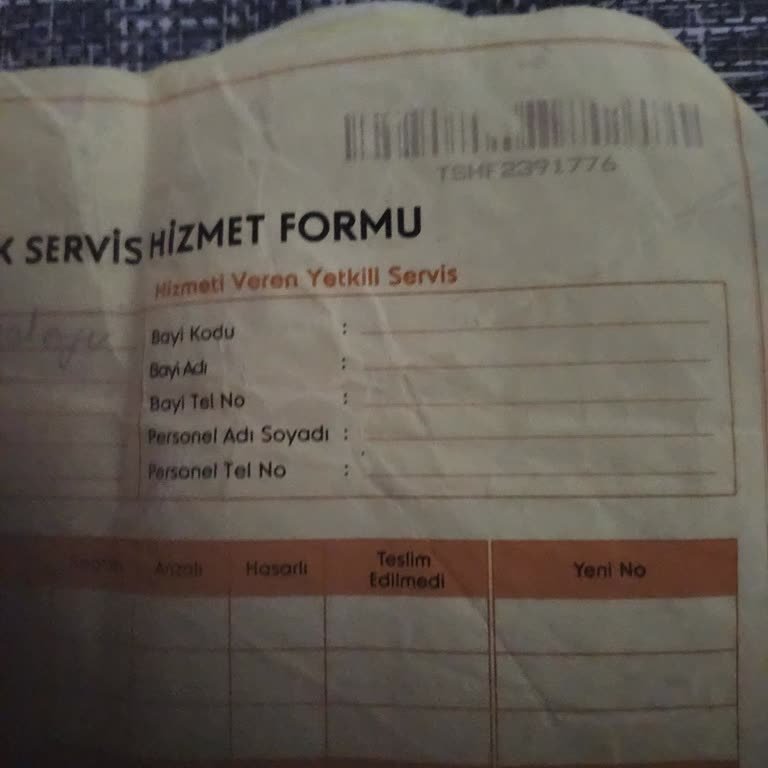 TSHF2391776
K SERVİS HİZMET FORMU
Hizmeti Veren Yetkili Servis
Bayi Kodu :
Bayi Adı :
Bayi Tel No :
Personel Adı Soyadı :
Personel Tel No :
Arızalı Hasarlı Teslim Edilmedi Yeni No